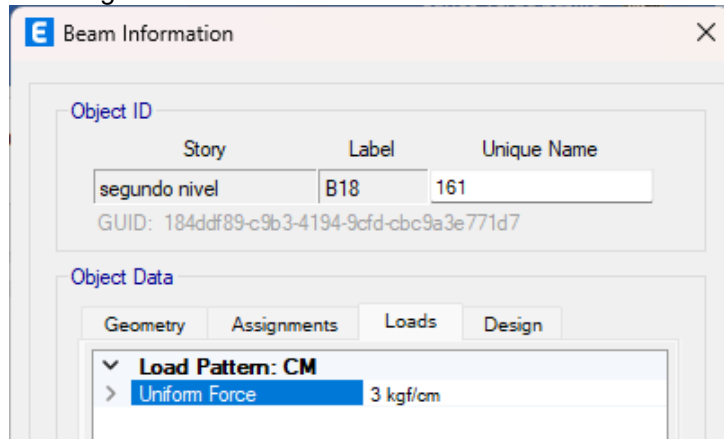 E Beam Information
Object ID
Story Label Unique Name
segundo nivel B18 161
GUID: 184ddf89-c9b3-4194-9cfd-cbc9a3e771d7
Object Data
Geometry Assignments Loads Design
Load Pattern: CM
Uniform Force 3 kgf/cm